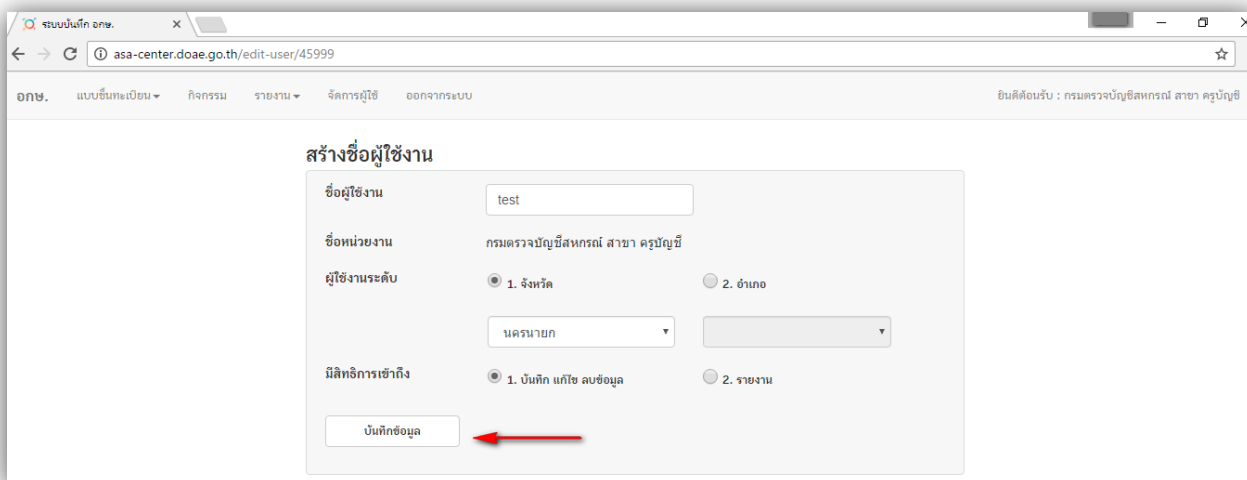 ระบบบันทึก อกษ.
asa-center.doae.go.th/edit-user/45999
อกษ. แบบขึ้นทะเบียน กิจกรรม รายงาน จัดการผู้ใช้ ออกจากระบบ ยินดีต้อนรับ : กรมตรวจบัญชีสหกรณ์ สาขา ครูบัญชี
สร้างชื่อผู้ใช้งาน
ชื่อผู้ใช้งาน test
ชื่อหน่วยงาน กรมตรวจบัญชีสหกรณ์ สาขา ครูบัญชี
ผู้ใช้งานระดับ 1. จังหวัด 2. อำเภอ
นครนายก
มีสิทธิการเข้าถึง 1. บันทึก แก้ไข ลบข้อมูล 2. รายงาน
บันทึกข้อมูล